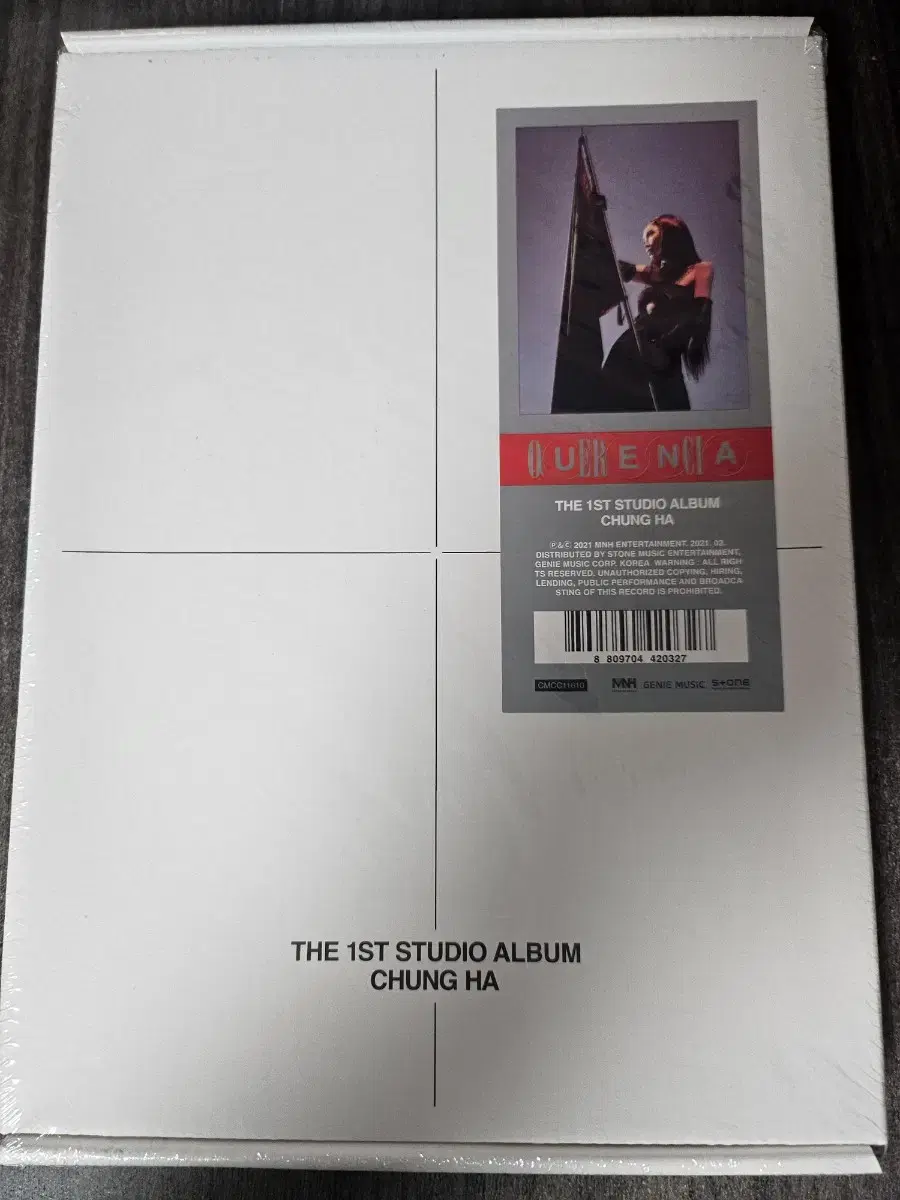 QUERENCIA
THE 1ST STUDIO ALBUM
CHUNG HA
Ⓟ&Ⓒ 2021 MNH ENTERTAINMENT. 2021. 02.
DISTRIBUTED BY STONE MUSIC ENTERTAINMENT,
GENIE MUSIC CORP. KOREA WARNING : ALL RIGH
TS RESERVED. UNAUTHORIZED COPYING, HIRING,
LENDING, PUBLIC PERFORMANCE AND BROADCA
STING OF THIS RECORD IS PROHIBITED.
8 809704 420327
CMCC11610 MNH GENIE MUSIC STONE
THE 1ST STUDIO ALBUM
CHUNG HA